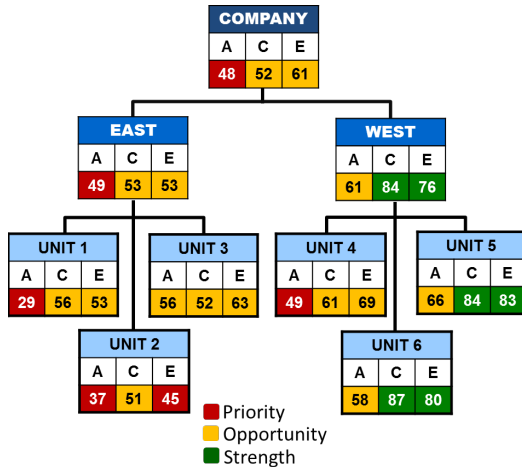 COMPANY
A C E
48 52 61
EAST
A C E
49 53 53
WEST
A C E
61 84 76
UNIT 1
A C E
29 56 53
UNIT 3
A C E
56 52 63
UNIT 4
A C E
49 61 69
UNIT 5
A C E
66 84 83
UNIT 2
A C E
37 51 45
UNIT 6
A C E
58 87 80
Priority
Opportunity
Strength